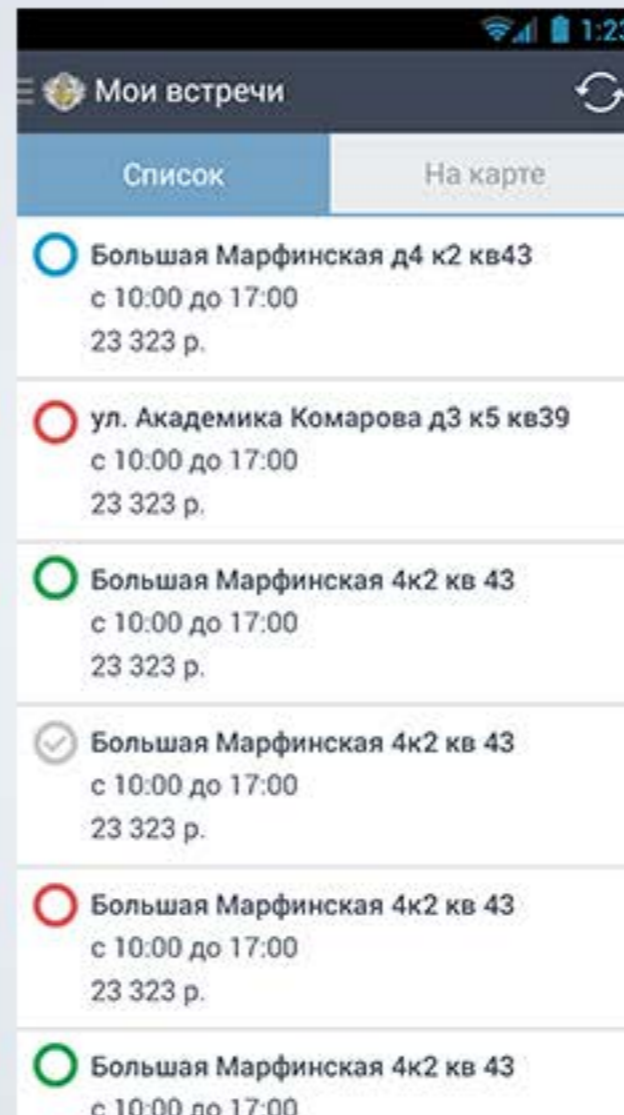 1:23
Мои встречи
Список На карте
Большая Марфинская д4 к2 кв43
с 10:00 до 17:00
23 323 р.
ул. Академика Комарова д3 к5 кв39
с 10:00 до 17:00
23 323 р.
Большая Марфинская 4к2 кв 43
с 10:00 до 17:00
23 323 р.
Большая Марфинская 4к2 кв 43
с 10:00 до 17:00
23 323 р.
Большая Марфинская 4к2 кв 43
с 10:00 до 17:00
23 323 р.
Большая Марфинская 4к2 кв 43
с 10:00 до 17:00